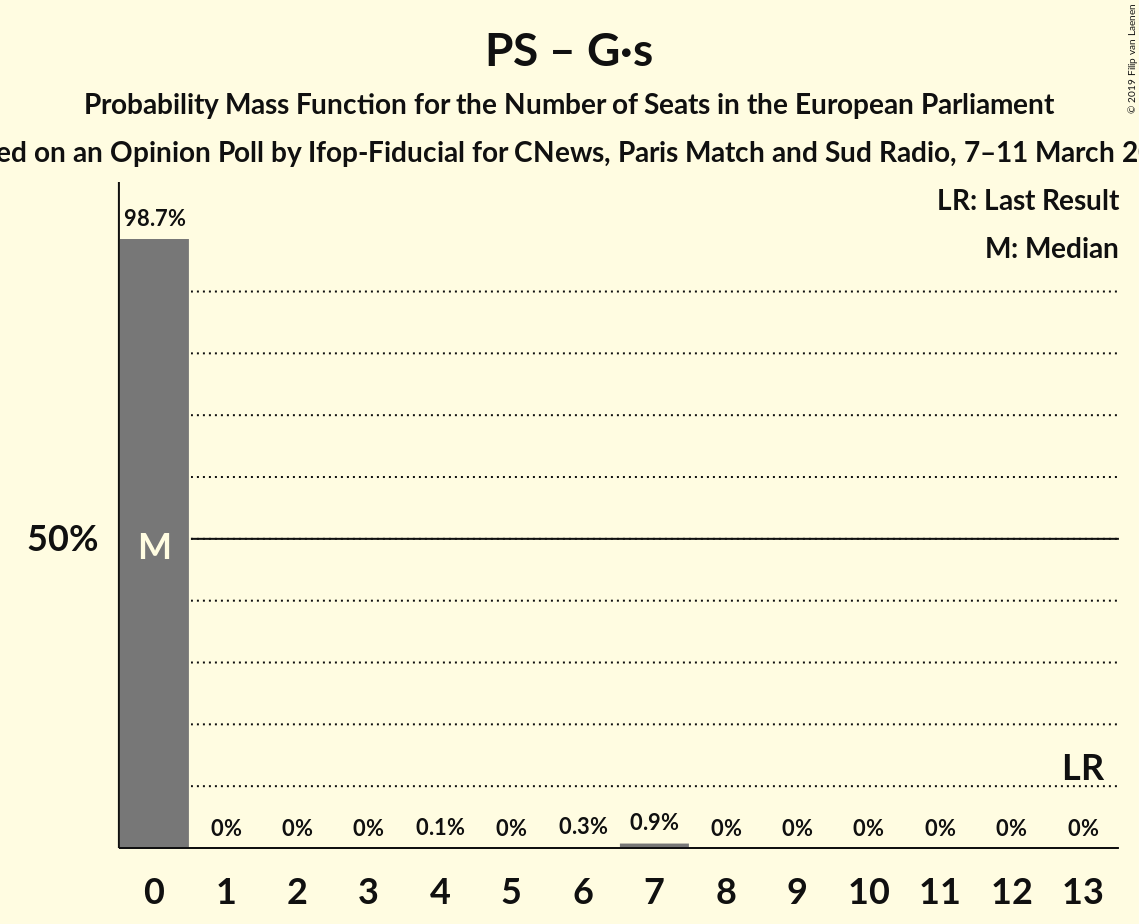 PS – G·s
Probability Mass Function for the Number of Seats in the European Parliament
on an Opinion Poll by Ifop-Fiducial for CNews, Paris Match and Sud Radio, 7–11 March
© 2019 Filip van Laenen
LR: Last Result
M: Median
98.7%
50%
M
LR
0% 0% 0% 0.1% 0% 0.3% 0.9% 0% 0% 0% 0% 0% 0%
0 1 2 3 4 5 6 7 8 9 10 11 12 13